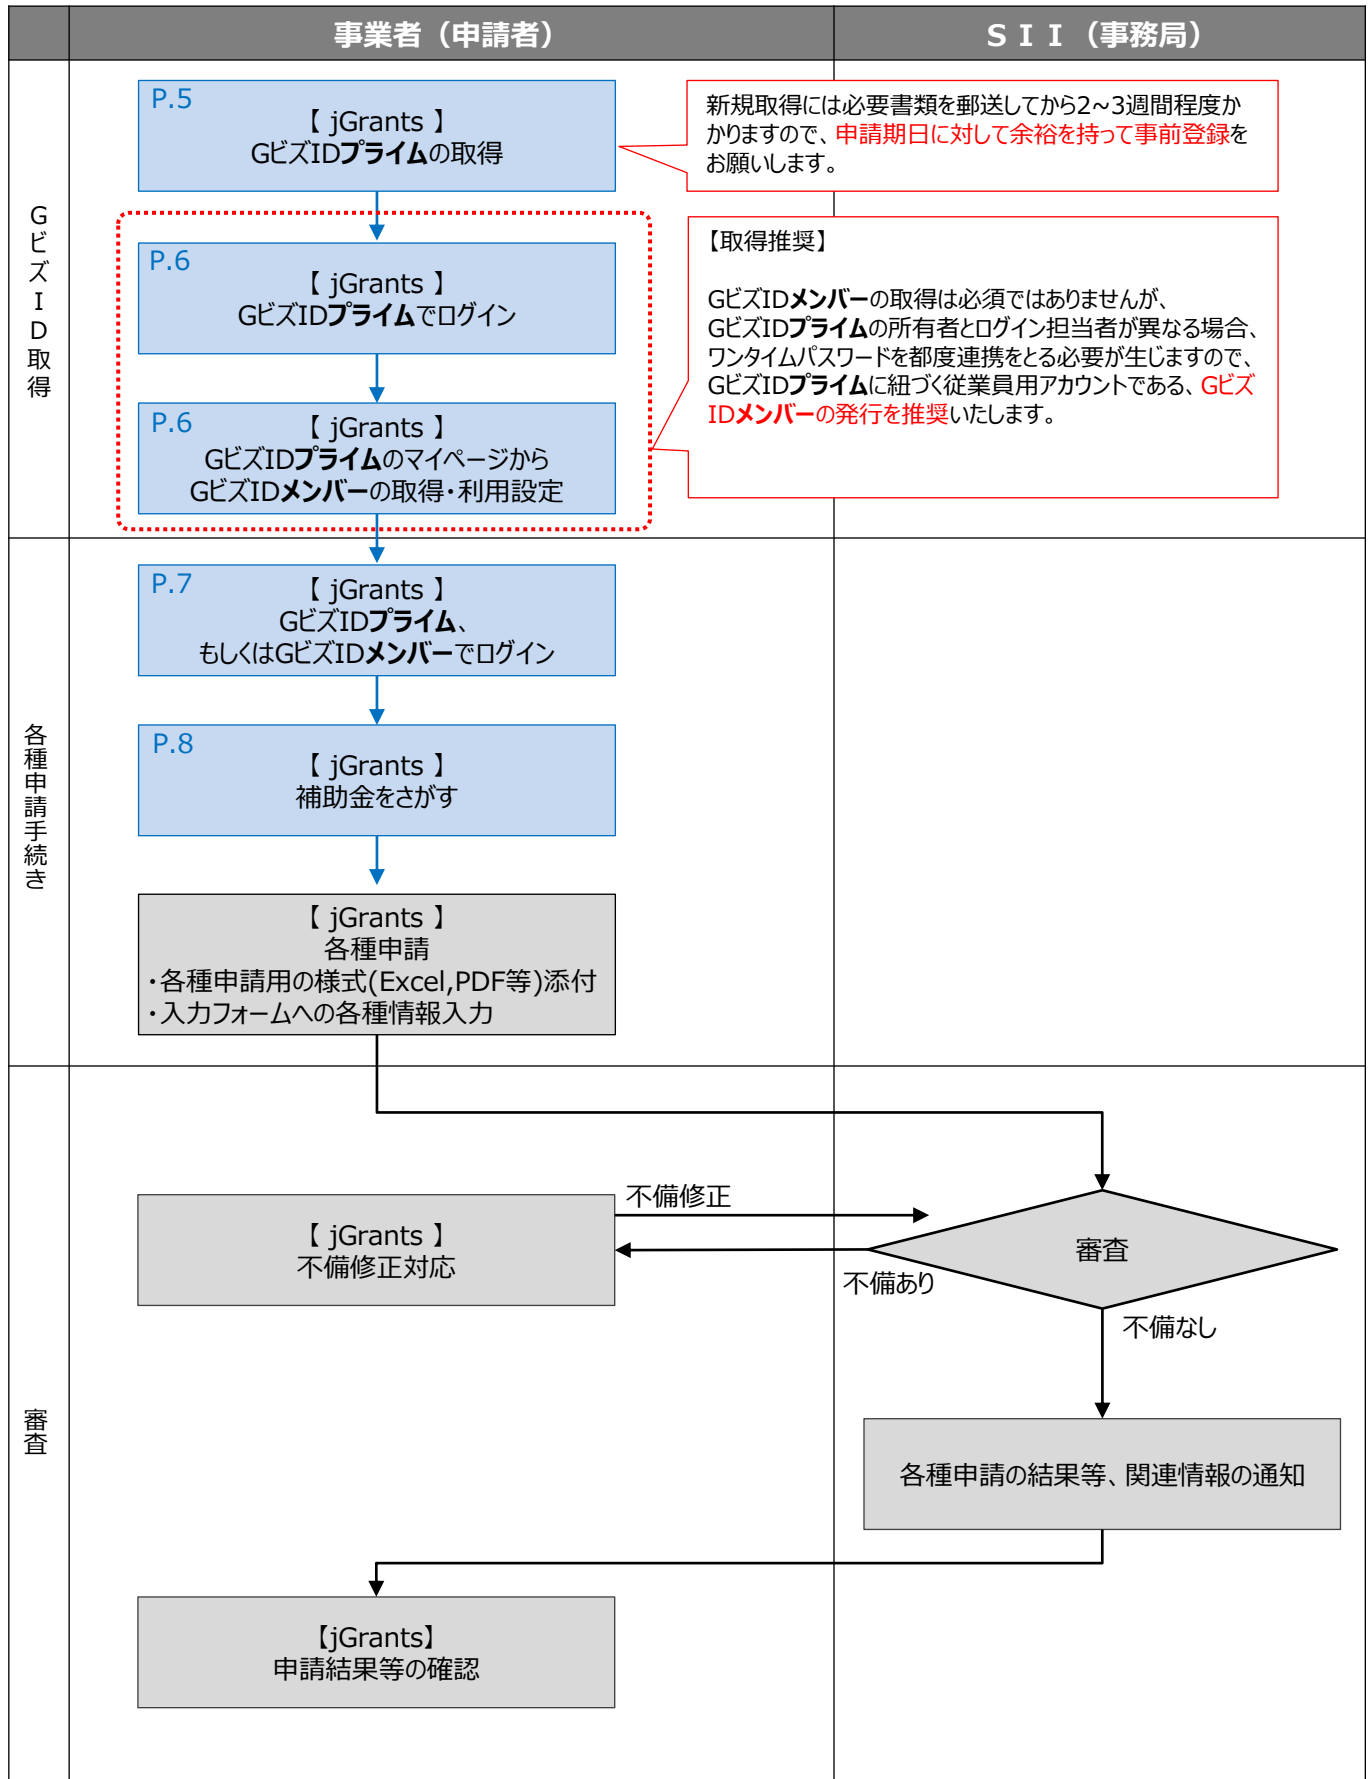 事業者（申請者）
ＳＩＩ（事務局）
GビズID取得
P.5
【 jGrants 】
GビズIDプライムの取得
新規取得には必要書類を郵送してから2~3週間程度か
かりますので、申請期日に対して余裕を持って事前登録を
お願いします。
P.6
【 jGrants 】
GビズIDプライムでログイン
【取得推奨】
GビズIDメンバーの取得は必須ではありませんが、
GビズIDプライムの所有者とログイン担当者が異なる場合、
ワンタイムパスワードを都度連携をとる必要が生じますので、
GビズIDプライムに紐づく従業員用アカウントである、Gビズ
IDメンバーの発行を推奨いたします。
P.6
【 jGrants 】
GビズIDプライムのマイページから
GビズIDメンバーの取得・利用設定
各種申請手続き
P.7
【 jGrants 】
GビズIDプライム、
もしくはGビズIDメンバーでログイン
P.8
【 jGrants 】
補助金をさがす
【 jGrants 】
各種申請
・各種申請用の様式(Excel,PDF等)添付
・入力フォームへの各種情報入力
審査
不備修正
【 jGrants 】
不備修正対応
審査
不備あり
不備なし
各種申請の結果等、関連情報の通知
【jGrants】
申請結果等の確認